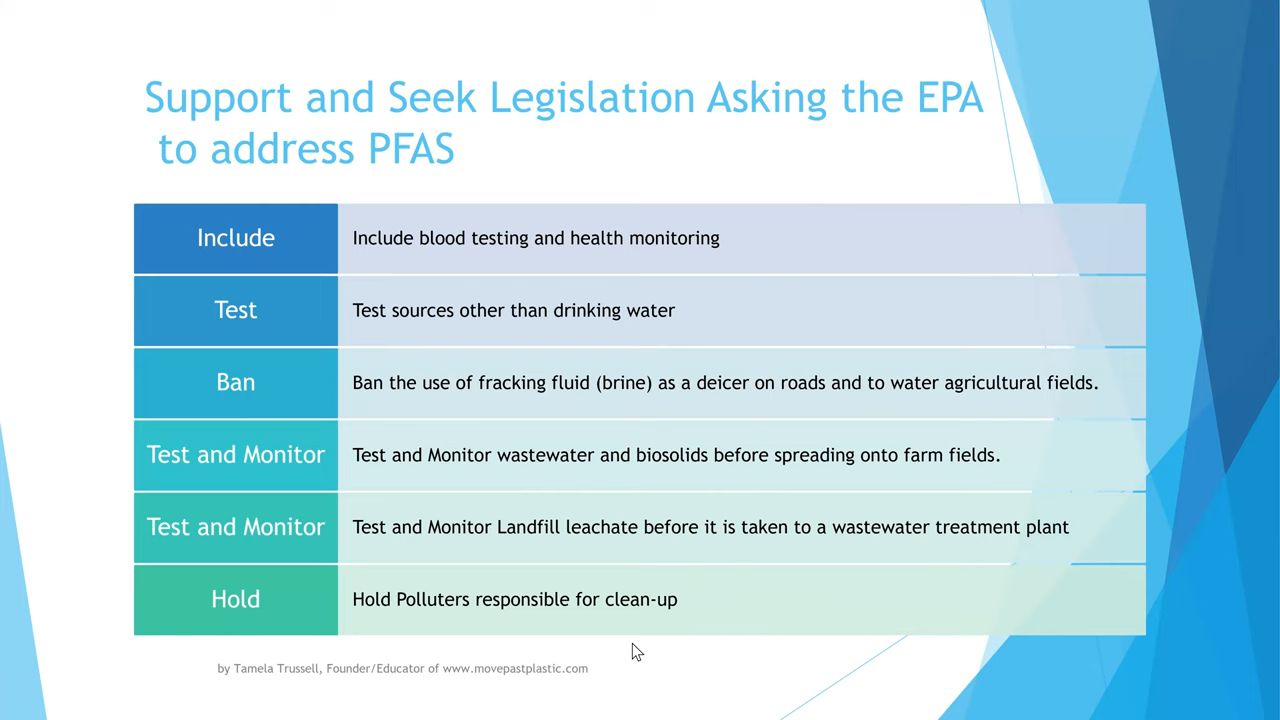 Support and Seek Legislation Asking the EPA
to address PFAS
Include
Include blood testing and health monitoring
Test
Test sources other than drinking water
Ban
Ban the use of fracking fluid (brine) as a deicer on roads and to water agricultural fields.
Test and Monitor
Test and Monitor wastewater and biosolids before spreading onto farm fields.
Test and Monitor
Test and Monitor Landfill leachate before it is taken to a wastewater treatment plant
Hold
Hold Polluters responsible for clean-up
by Tamela Trussell, Founder/Educator of www.movepastplastic.com